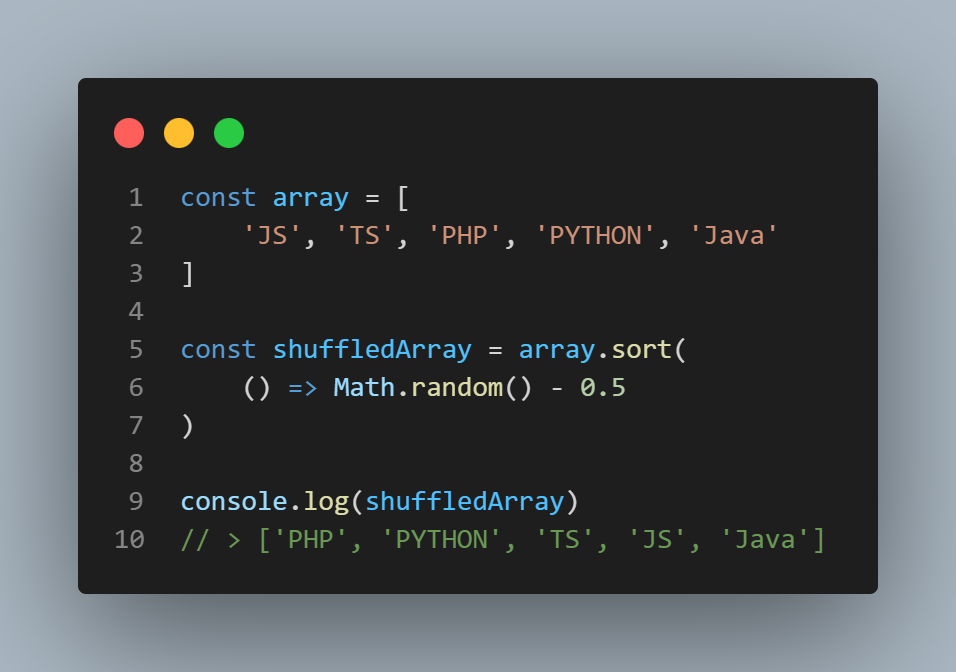 1 const array = [
2     'JS', 'TS', 'PHP', 'PYTHON', 'Java'
3 ]
4
5 const shuffledArray = array.sort(
6     () => Math.random() - 0.5
7 )
8
9 console.log(shuffledArray)
10 // > ['PHP', 'PYTHON', 'TS', 'JS', 'Java']